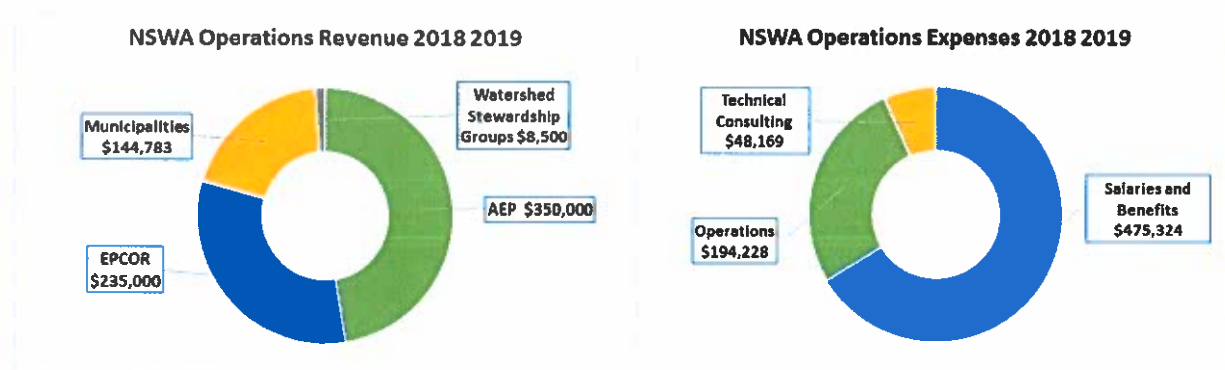 NSWA Operations Revenue 2018 2019
Watershed
Stewardship
Groups $8,500
Municipalities
$144,783
AEP $350,000
EPCOR
$235,000
NSWA Operations Expenses 2018 2019
Technical
Consulting
$48,169
Salaries and
Benefits
$475,324
Operations
$194,228